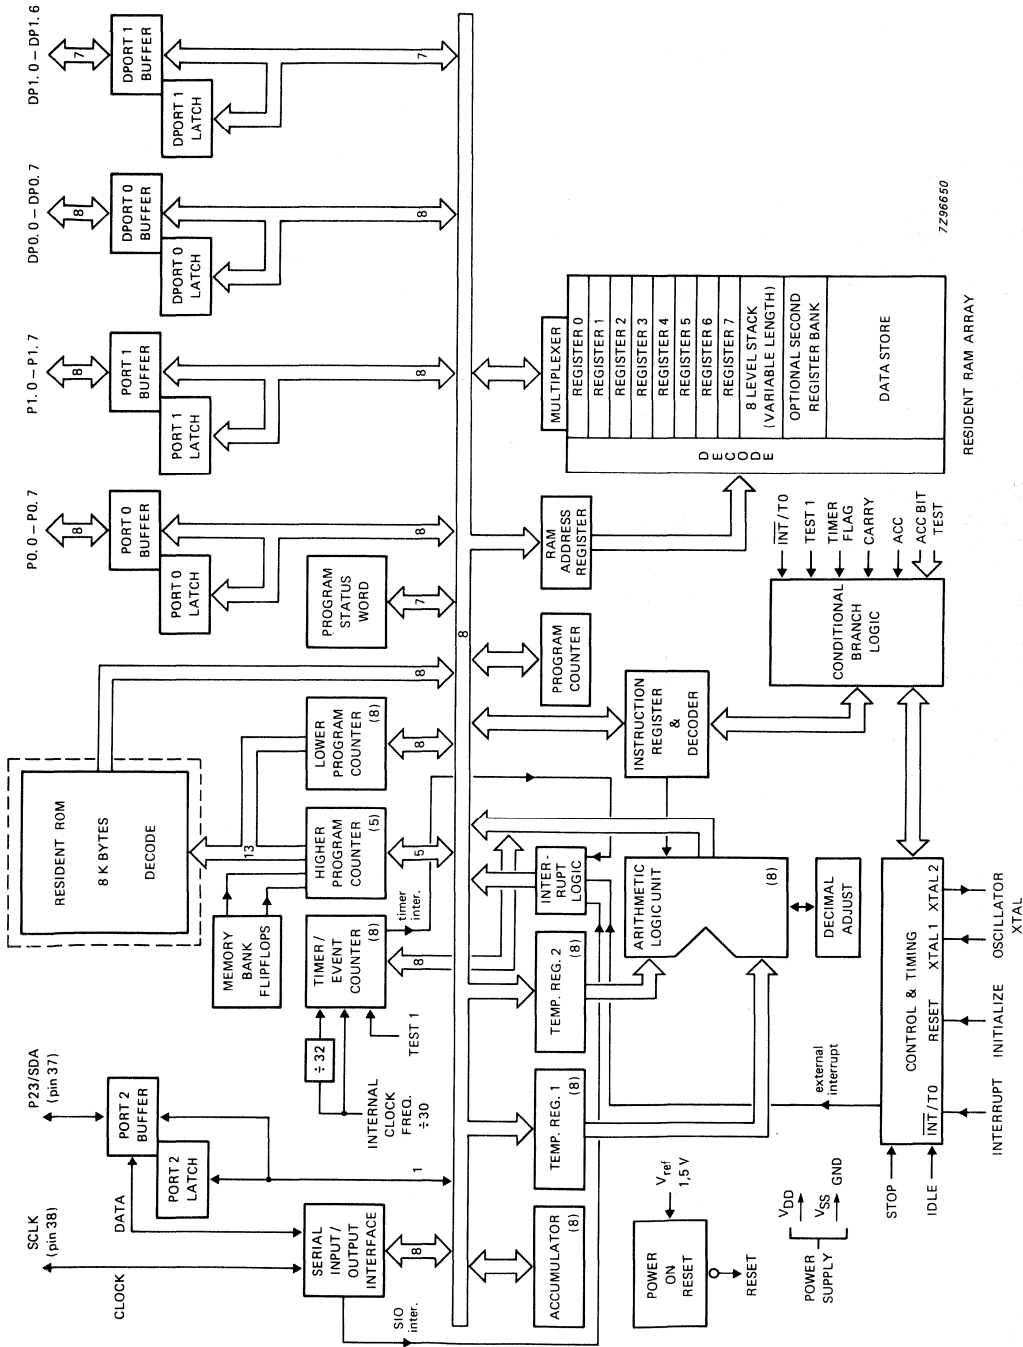 SCLK
(pin 38)
CLOCK
DATA
P23/SDA
(pin 37)
PORT 2
BUFFER
PORT 2
LATCH
SERIAL
INPUT /
OUTPUT
INTERFACE
8
1
SIO
inter.
RESIDENT ROM
8 K BYTES
DECODE
MEMORY
BANK
FLIPFLOPS
13
HIGHER
PROGRAM
COUNTER
(5)
5
LOWER
PROGRAM
COUNTER
(8)
8
8
TIMER/
EVENT
COUNTER
(8)
timer
inter.
8
÷ 32
INTERNAL
CLOCK
FREQ.
÷30
TEST 1
PROGRAM
STATUS
WORD
7
P0.0 – P0.7
8
PORT 0
BUFFER
PORT 0
LATCH
8
P1.0 – P1.7
8
PORT 1
BUFFER
PORT 1
LATCH
8
DP0.0 – DP0.7
8
DPORT 0
BUFFER
DPORT 0
LATCH
8
DP1.0 – DP1.6
7
DPORT 1
BUFFER
DPORT 1
LATCH
7
8
ACCUMULATOR
(8)
TEMP. REG. 1
(8)
TEMP. REG. 2
(8)
INTER-
RUPT
LOGIC
PROGRAM
COUNTER
RAM
ADDRESS
REGISTER
MULTIPLEXER
REGISTER 0
REGISTER 1
REGISTER 2
REGISTER 3
REGISTER 4
REGISTER 5
REGISTER 6
REGISTER 7
8 LEVEL STACK
(VARIABLE LENGTH)
OPTIONAL SECOND
REGISTER BANK
DATA STORE
DECODE
RESIDENT RAM ARRAY
INSTRUCTION
REGISTER
&
DECODER
ARITHMETIC
LOGIC UNIT
(8)
DECIMAL
ADJUST
POWER
ON
RESET
Vref
1,5 V
RESET
CONDITIONAL
BRANCH
LOGIC
INT / T0
TEST 1
TIMER
FLAG
CARRY
ACC
ACC BIT
TEST
external
interrupt
CONTROL & TIMING
INT / T0
RESET
XTAL 1
XTAL 2
POWER
SUPPLY
VDD
VSS
GND
STOP
IDLE
INTERRUPT
INITIALIZE
OSCILLATOR
XTAL
7Z96650